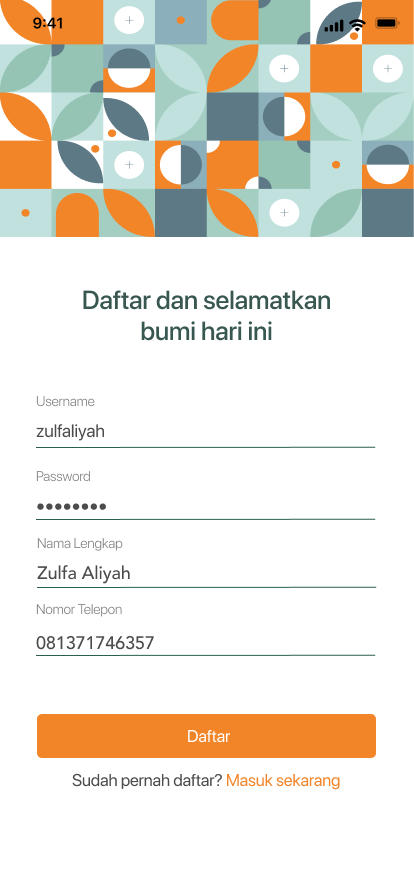 9:41
Daftar dan selamatkan
bumi hari ini
Username
zulfaliyah
Password
••••••••
Nama Lengkap
Zulfa Aliyah
Nomor Telepon
081371746357
Daftar
Sudah pernah daftar? Masuk sekarang